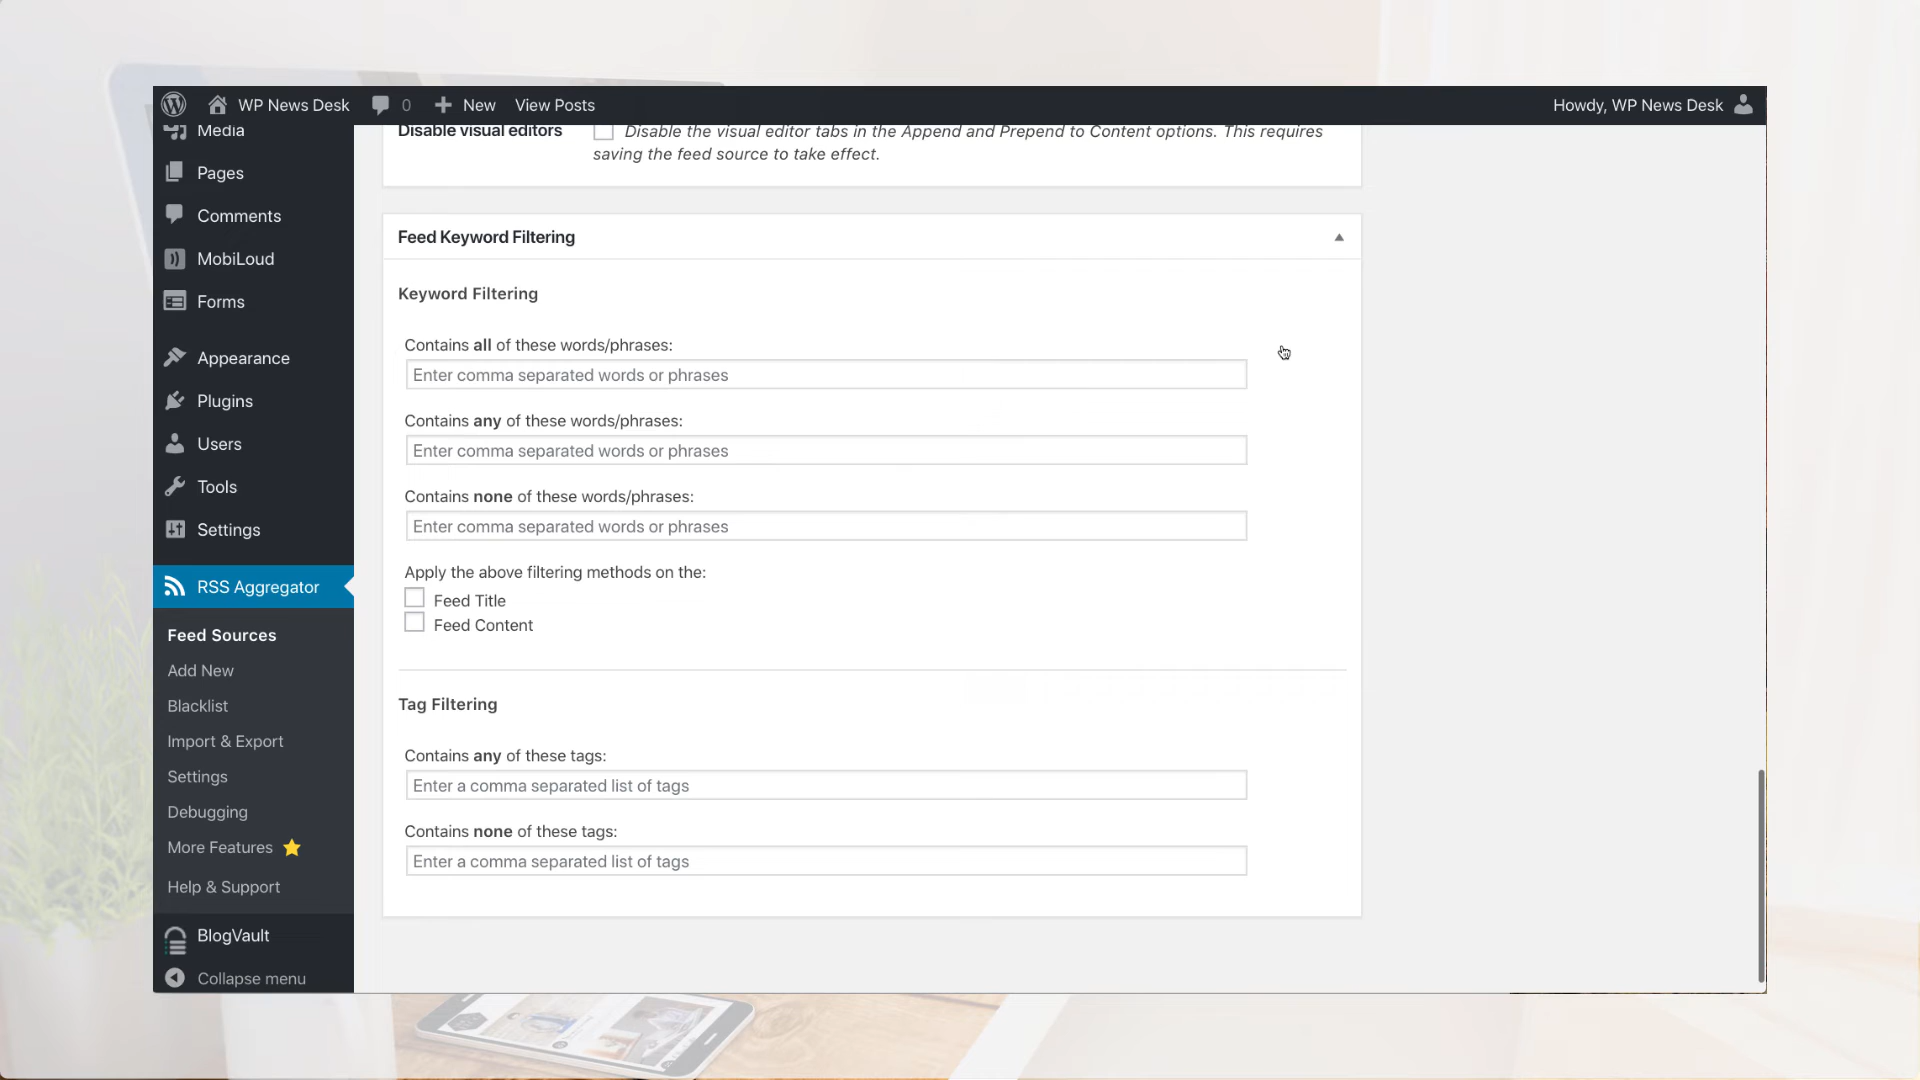 WP News Desk 0 New View Posts Howdy, WP News Desk
Media
Pages
Comments
MobiLoud
Forms
Appearance
Plugins
Users
Tools
Settings
RSS Aggregator
Feed Sources
Add New
Blacklist
Import & Export
Settings
Debugging
More Features
Help & Support
BlogVault
Collapse menu
Disable visual editors Disable the visual editor tabs in the Append and Prepend to Content options. This requires
saving the feed source to take effect.
Feed Keyword Filtering
Keyword Filtering
Contains all of these words/phrases:
Enter comma separated words or phrases
Contains any of these words/phrases:
Enter comma separated words or phrases
Contains none of these words/phrases:
Enter comma separated words or phrases
Apply the above filtering methods on the:
Feed Title
Feed Content
Tag Filtering
Contains any of these tags:
Enter a comma separated list of tags
Contains none of these tags:
Enter a comma separated list of tags